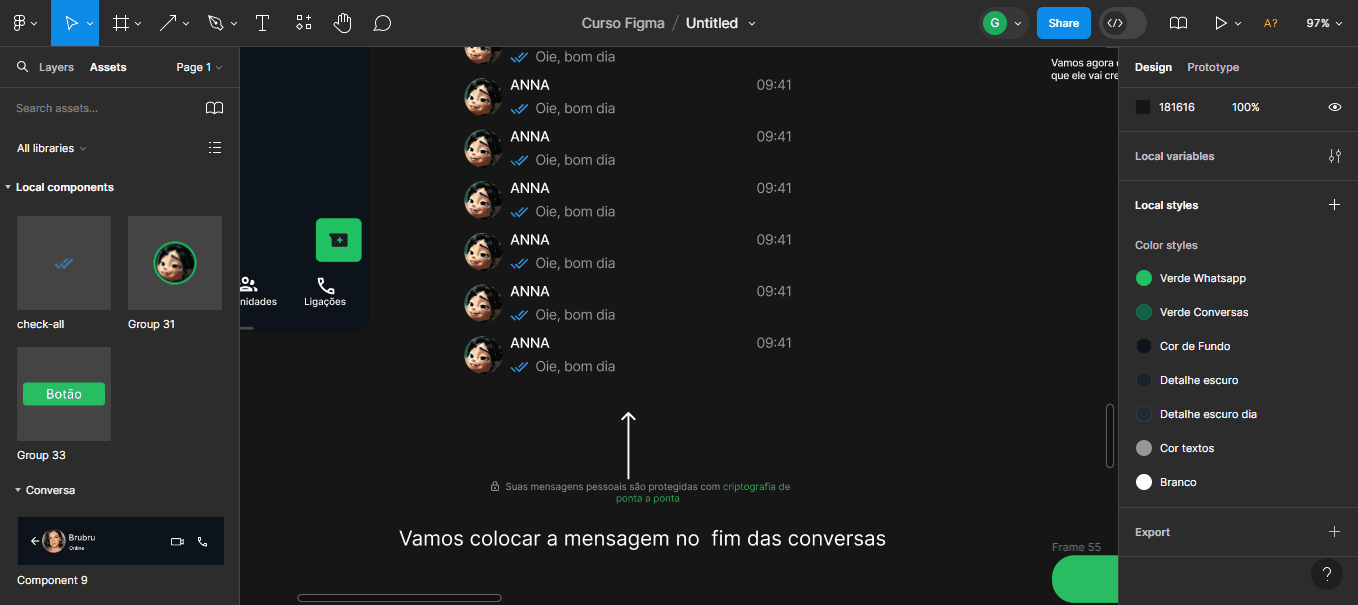 Curso Figma / Untitled
G
Share
A?
97%
Layers
Assets
Page 1
Search assets...
All libraries
Local components
check-all
Group 31
Botão
Group 33
Conversa
Brubru
Online
Component 9
nidades
Ligações
Oie, bom dia
ANNA 09:41
Oie, bom dia
ANNA 09:41
Oie, bom dia
ANNA 09:41
Oie, bom dia
ANNA 09:41
Oie, bom dia
ANNA 09:41
Oie, bom dia
ANNA 09:41
Oie, bom dia
Suas mensagens pessoais são protegidas com criptografia de
ponta a ponta
Vamos colocar a mensagem no fim das conversas
Vamos agora
que ele vai cre
Frame 55
Design
Prototype
181616 100%
Local variables
Local styles
Color styles
Verde Whatsapp
Verde Conversas
Cor de Fundo
Detalhe escuro
Detalhe escuro dia
Cor textos
Branco
Export
?